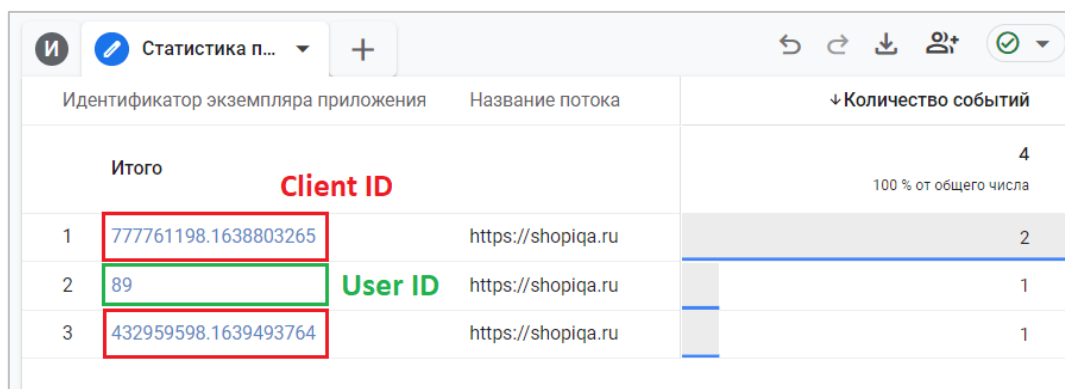 И Статистика п...
Идентификатор экземпляра приложения Название потока ↓Количество событий
Итого 4
Client ID 100 % от общего числа
1 777761198.1638803265 https://shopiqa.ru 2
2 89 User ID https://shopiqa.ru 1
3 432959598.1639493764 https://shopiqa.ru 1